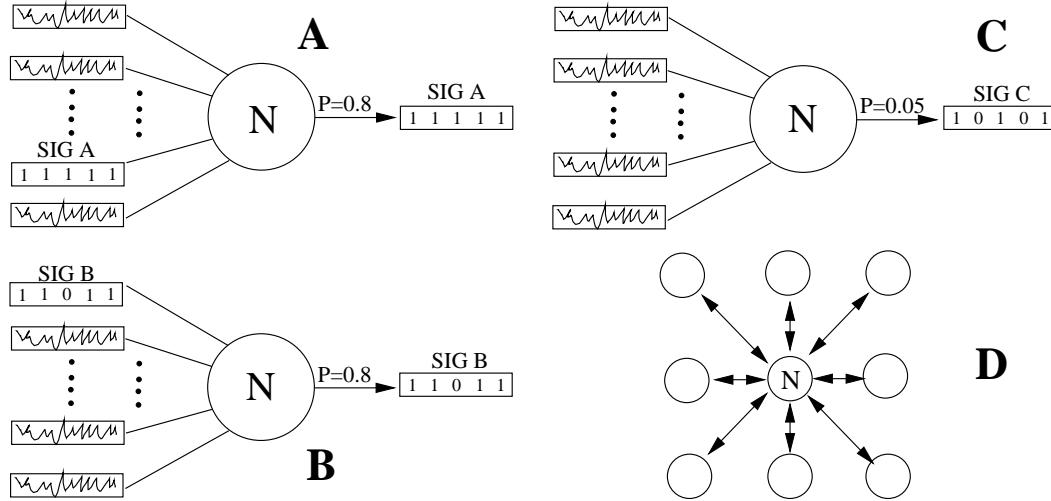 A
N
P=0.8
SIG A
1 1 1 1 1
SIG A
1 1 1 1 1
C
N
P=0.05
SIG C
1 0 1 0 1
SIG B
1 1 0 1 1
N
P=0.8
SIG B
1 1 0 1 1
B
N
D